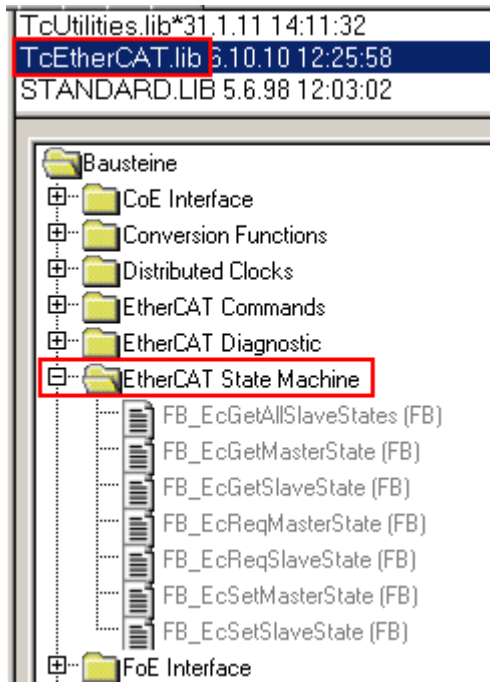 TcUtilities.lib*31.1.11 14:11:32
TcEtherCAT.lib 6.10.10 12:25:58
STANDARD.LIB 5.6.98 12:03:02
Bausteine
CoE Interface
Conversion Functions
Distributed Clocks
EtherCAT Commands
EtherCAT Diagnostic
EtherCAT State Machine
FB_EcGetAllSlaveStates (FB)
FB_EcGetMasterState (FB)
FB_EcGetSlaveState (FB)
FB_EcReqMasterState (FB)
FB_EcReqSlaveState (FB)
FB_EcSetMasterState (FB)
FB_EcSetSlaveState (FB)
FoE Interface